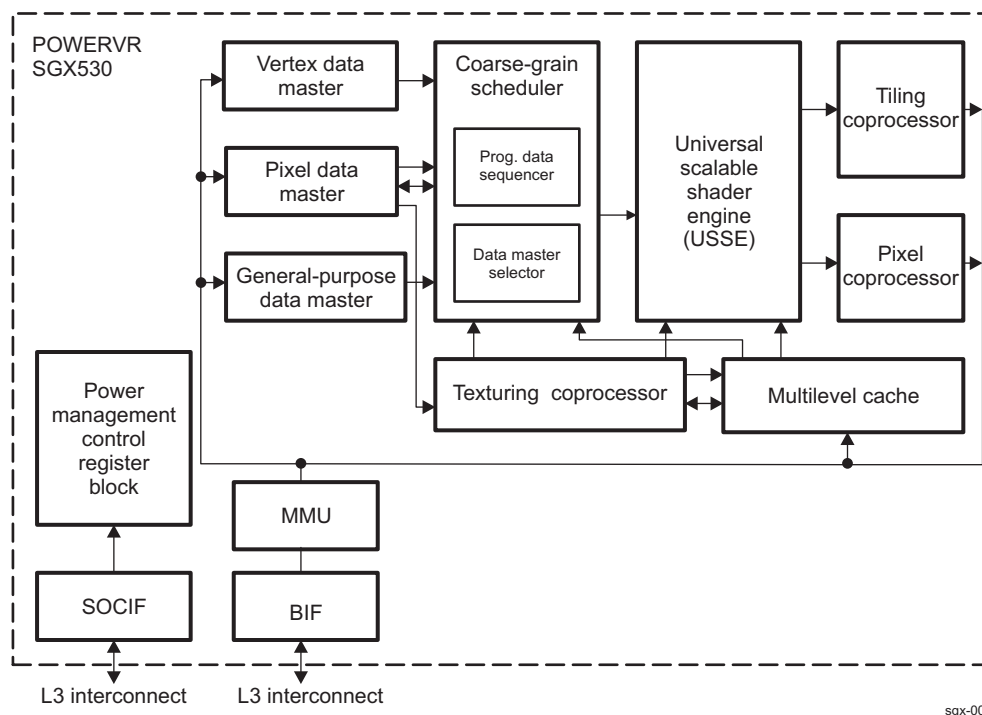 POWERVR
SGX530
Vertex data
master
Coarse-grain
scheduler
Tiling
coprocessor
Pixel data
master
Prog. data
sequencer
Universal
scalable
shader
engine
(USSE)
General-purpose
data master
Data master
selector
Pixel
coprocessor
Power
management
control
register
block
Texturing coprocessor
Multilevel cache
MMU
SOCIF
BIF
L3 interconnect
L3 interconnect